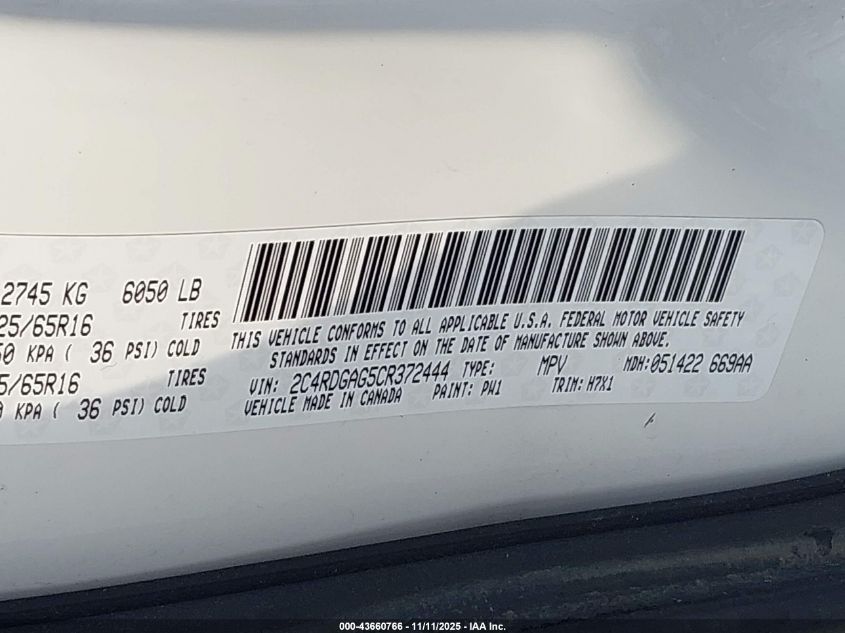 2745 KG 6050 LB
25/65R16 TIRES
0 KPA ( 36 PSI) COLD
5/65R16 TIRES
KPA ( 36 PSI) COLD
THIS VEHICLE CONFORMS TO ALL APPLICABLE U.S.A. FEDERAL MOTOR VEHICLE SAFETY
STANDARDS IN EFFECT ON THE DATE OF MANUFACTURE SHOWN ABOVE.
VIN: 2C4RDGAG5CR372444 TYPE: MPV MDH: 051422 669AA
VEHICLE MADE IN CANADA PAINT: PW1 TRIM: H7X1
000-43660766 - 11/11/2025 - IAA Inc.